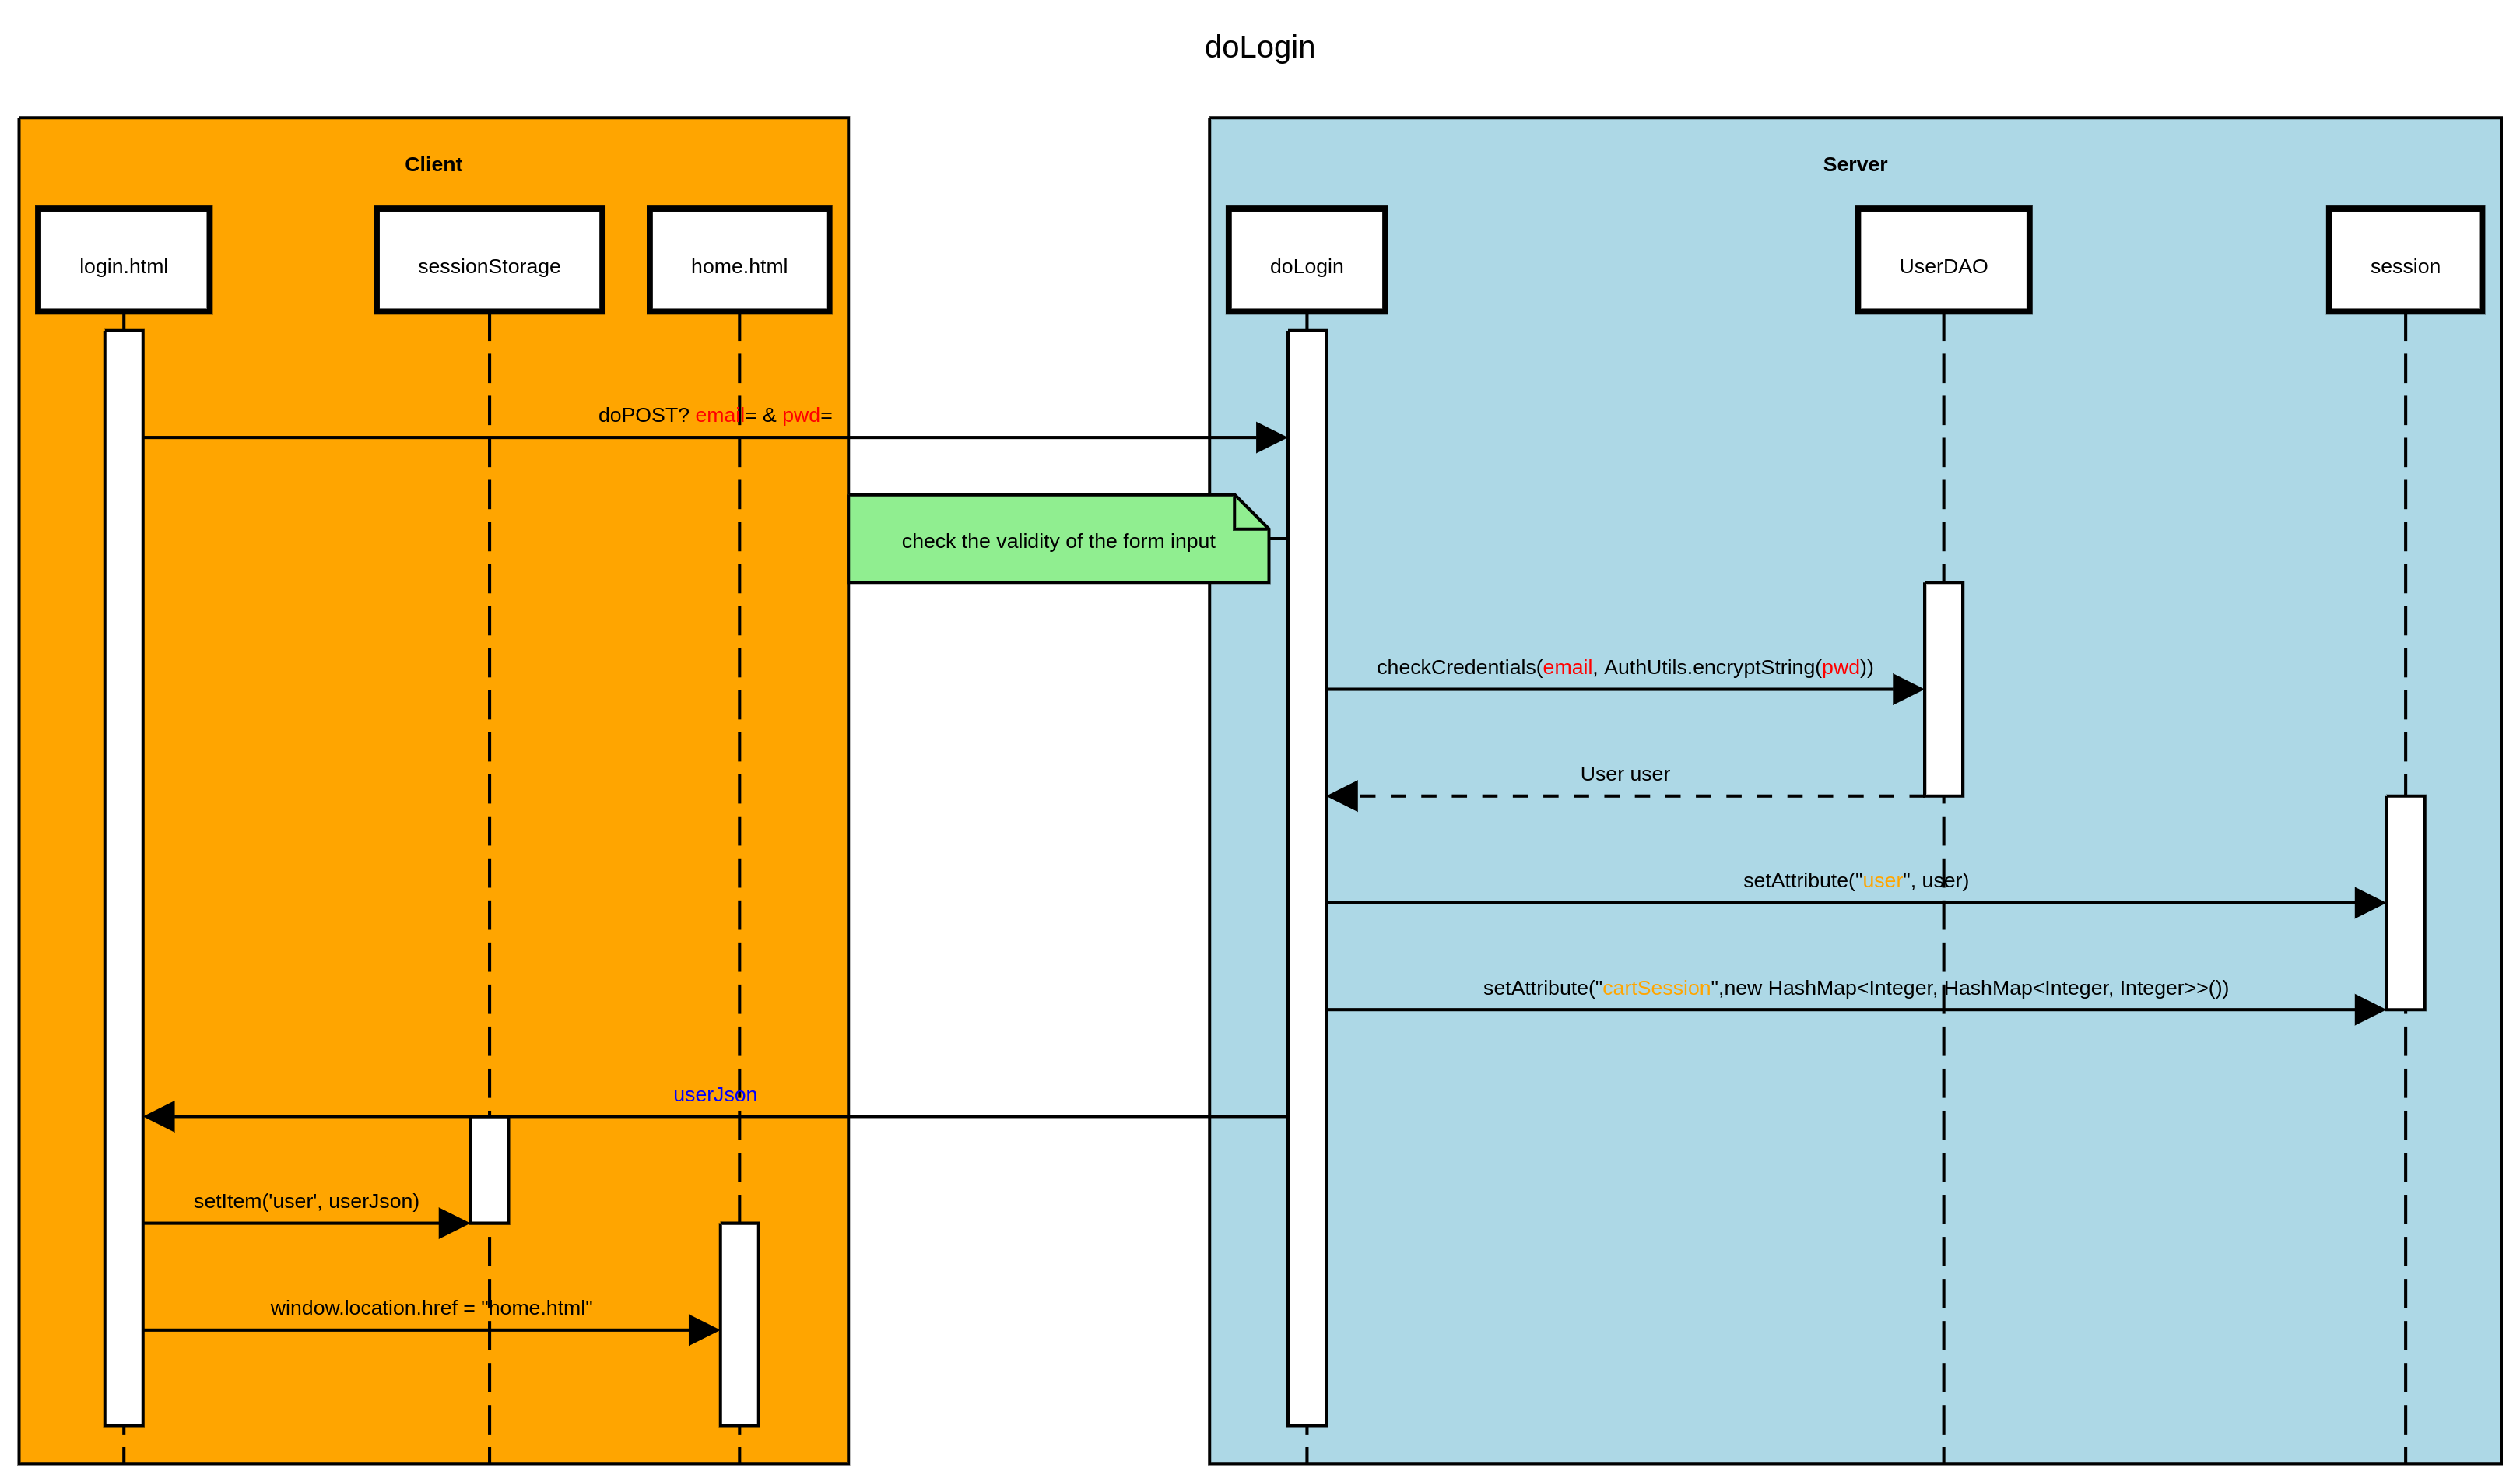 doLogin
Client
Server
login.html
sessionStorage
home.html
doLogin
UserDAO
session
doPOST? email= & pwd=
check the validity of the form input
checkCredentials(email, AuthUtils.encryptString(pwd))
User user
setAttribute("user", user)
setAttribute("cartSession",new HashMap<Integer, HashMap<Integer, Integer>>())
userJson
setItem('user', userJson)
window.location.href = "home.html"